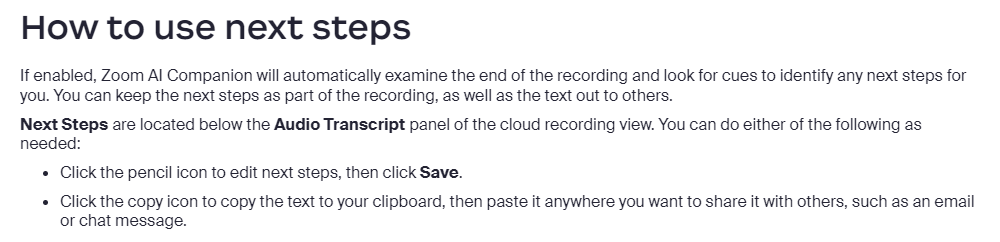 How to use next steps
If enabled, Zoom AI Companion will automatically examine the end of the recording and look for cues to identify any next steps for
you. You can keep the next steps as part of the recording, as well as the text out to others.
Next Steps are located below the Audio Transcript panel of the cloud recording view. You can do either of the following as
needed:
• Click the pencil icon to edit next steps, then click Save.
• Click the copy icon to copy the text to your clipboard, then paste it anywhere you want to share it with others, such as an email
or chat message.